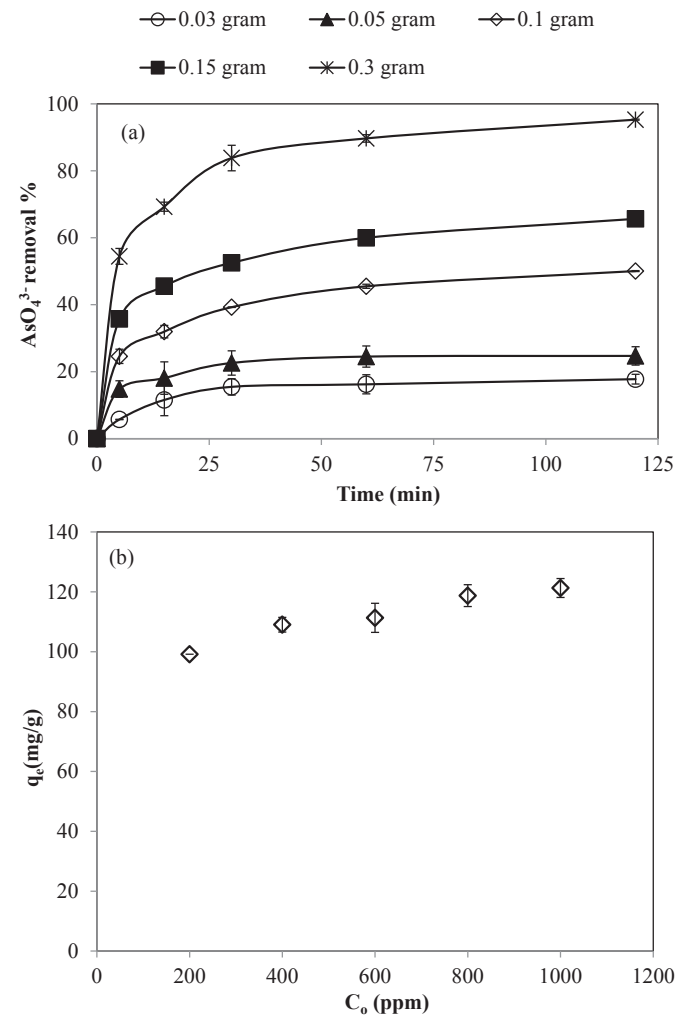 0.03 gram 0.05 gram 0.1 gram
0.15 gram 0.3 gram
(a)
100
80
60
40
20
0
AsO₄³⁻ removal %
0 25 50 75 100 125
Time (min)
(b)
140
120
100
80
60
40
20
0
qₑ(mg/g)
0 200 400 600 800 1000 1200
Cₒ (ppm)